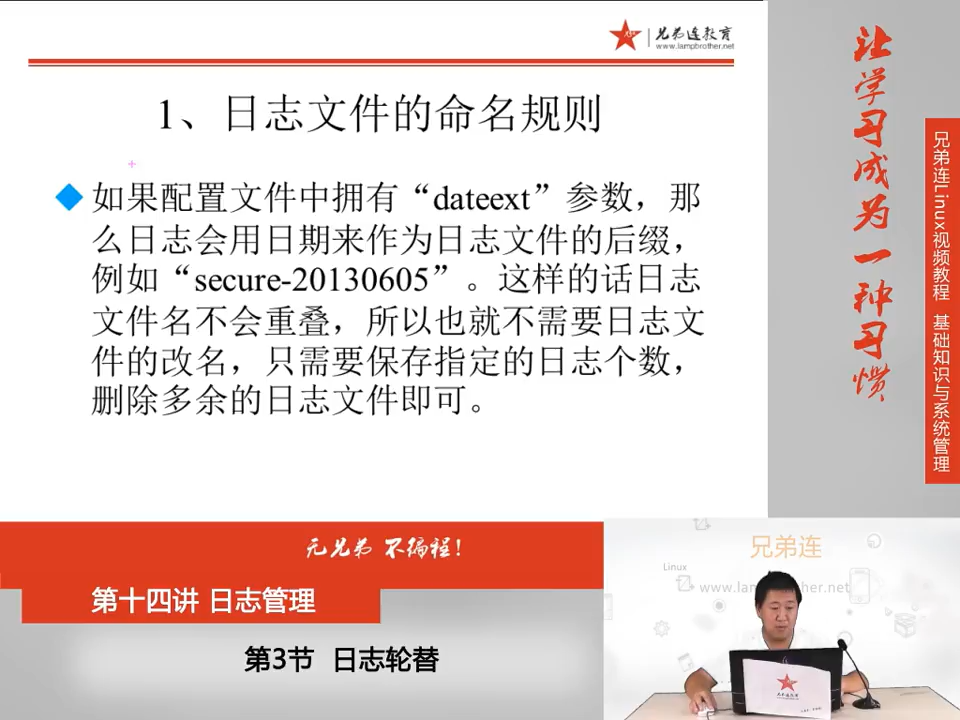 兄弟连教育
www.lampbrother.net
1、日志文件的命名规则
如果配置文件中拥有“dateext”参数，那
么日志会用日期来作为日志文件的后缀，
例如“secure-20130605”。这样的话日志
文件名不会重叠，所以也就不需要日志文
件的改名，只需要保存指定的日志个数，
删除多余的日志文件即可。
让学习成为一种习惯
兄弟连Linux视频教程 基础知识与系统管理
无兄弟 不编程！
第十四讲 日志管理
第3节 日志轮替
兄弟连
Linux